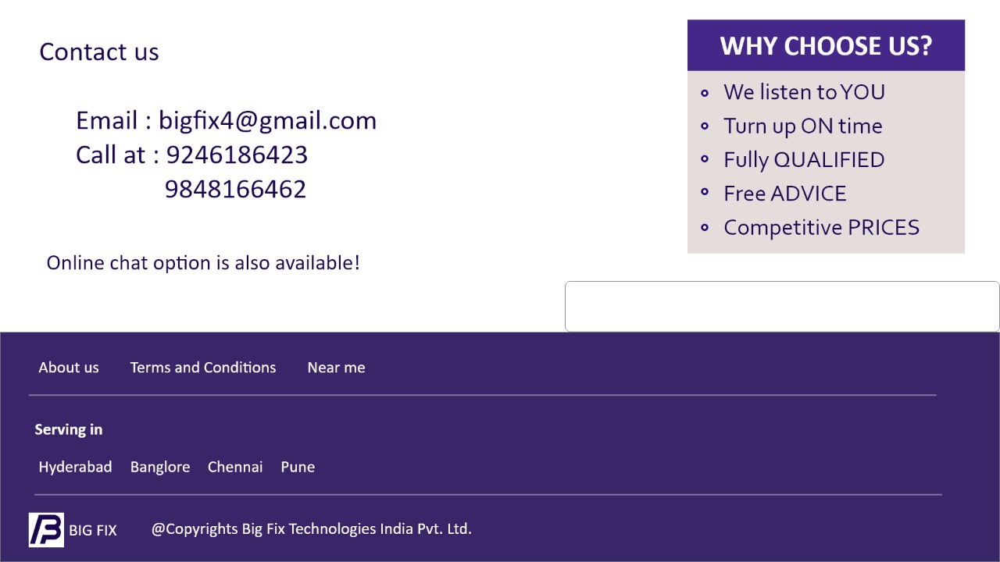 Contact us
Email : bigfix4@gmail.com
Call at : 9246186423
9848166462
Online chat option is also available!
WHY CHOOSE US?
We listen to YOU
Turn up ON time
Fully QUALIFIED
Free ADVICE
Competitive PRICES
About us Terms and Conditions Near me
Serving in
Hyderabad Banglore Chennai Pune
BIG FIX @Copyrights Big Fix Technologies India Pvt. Ltd.